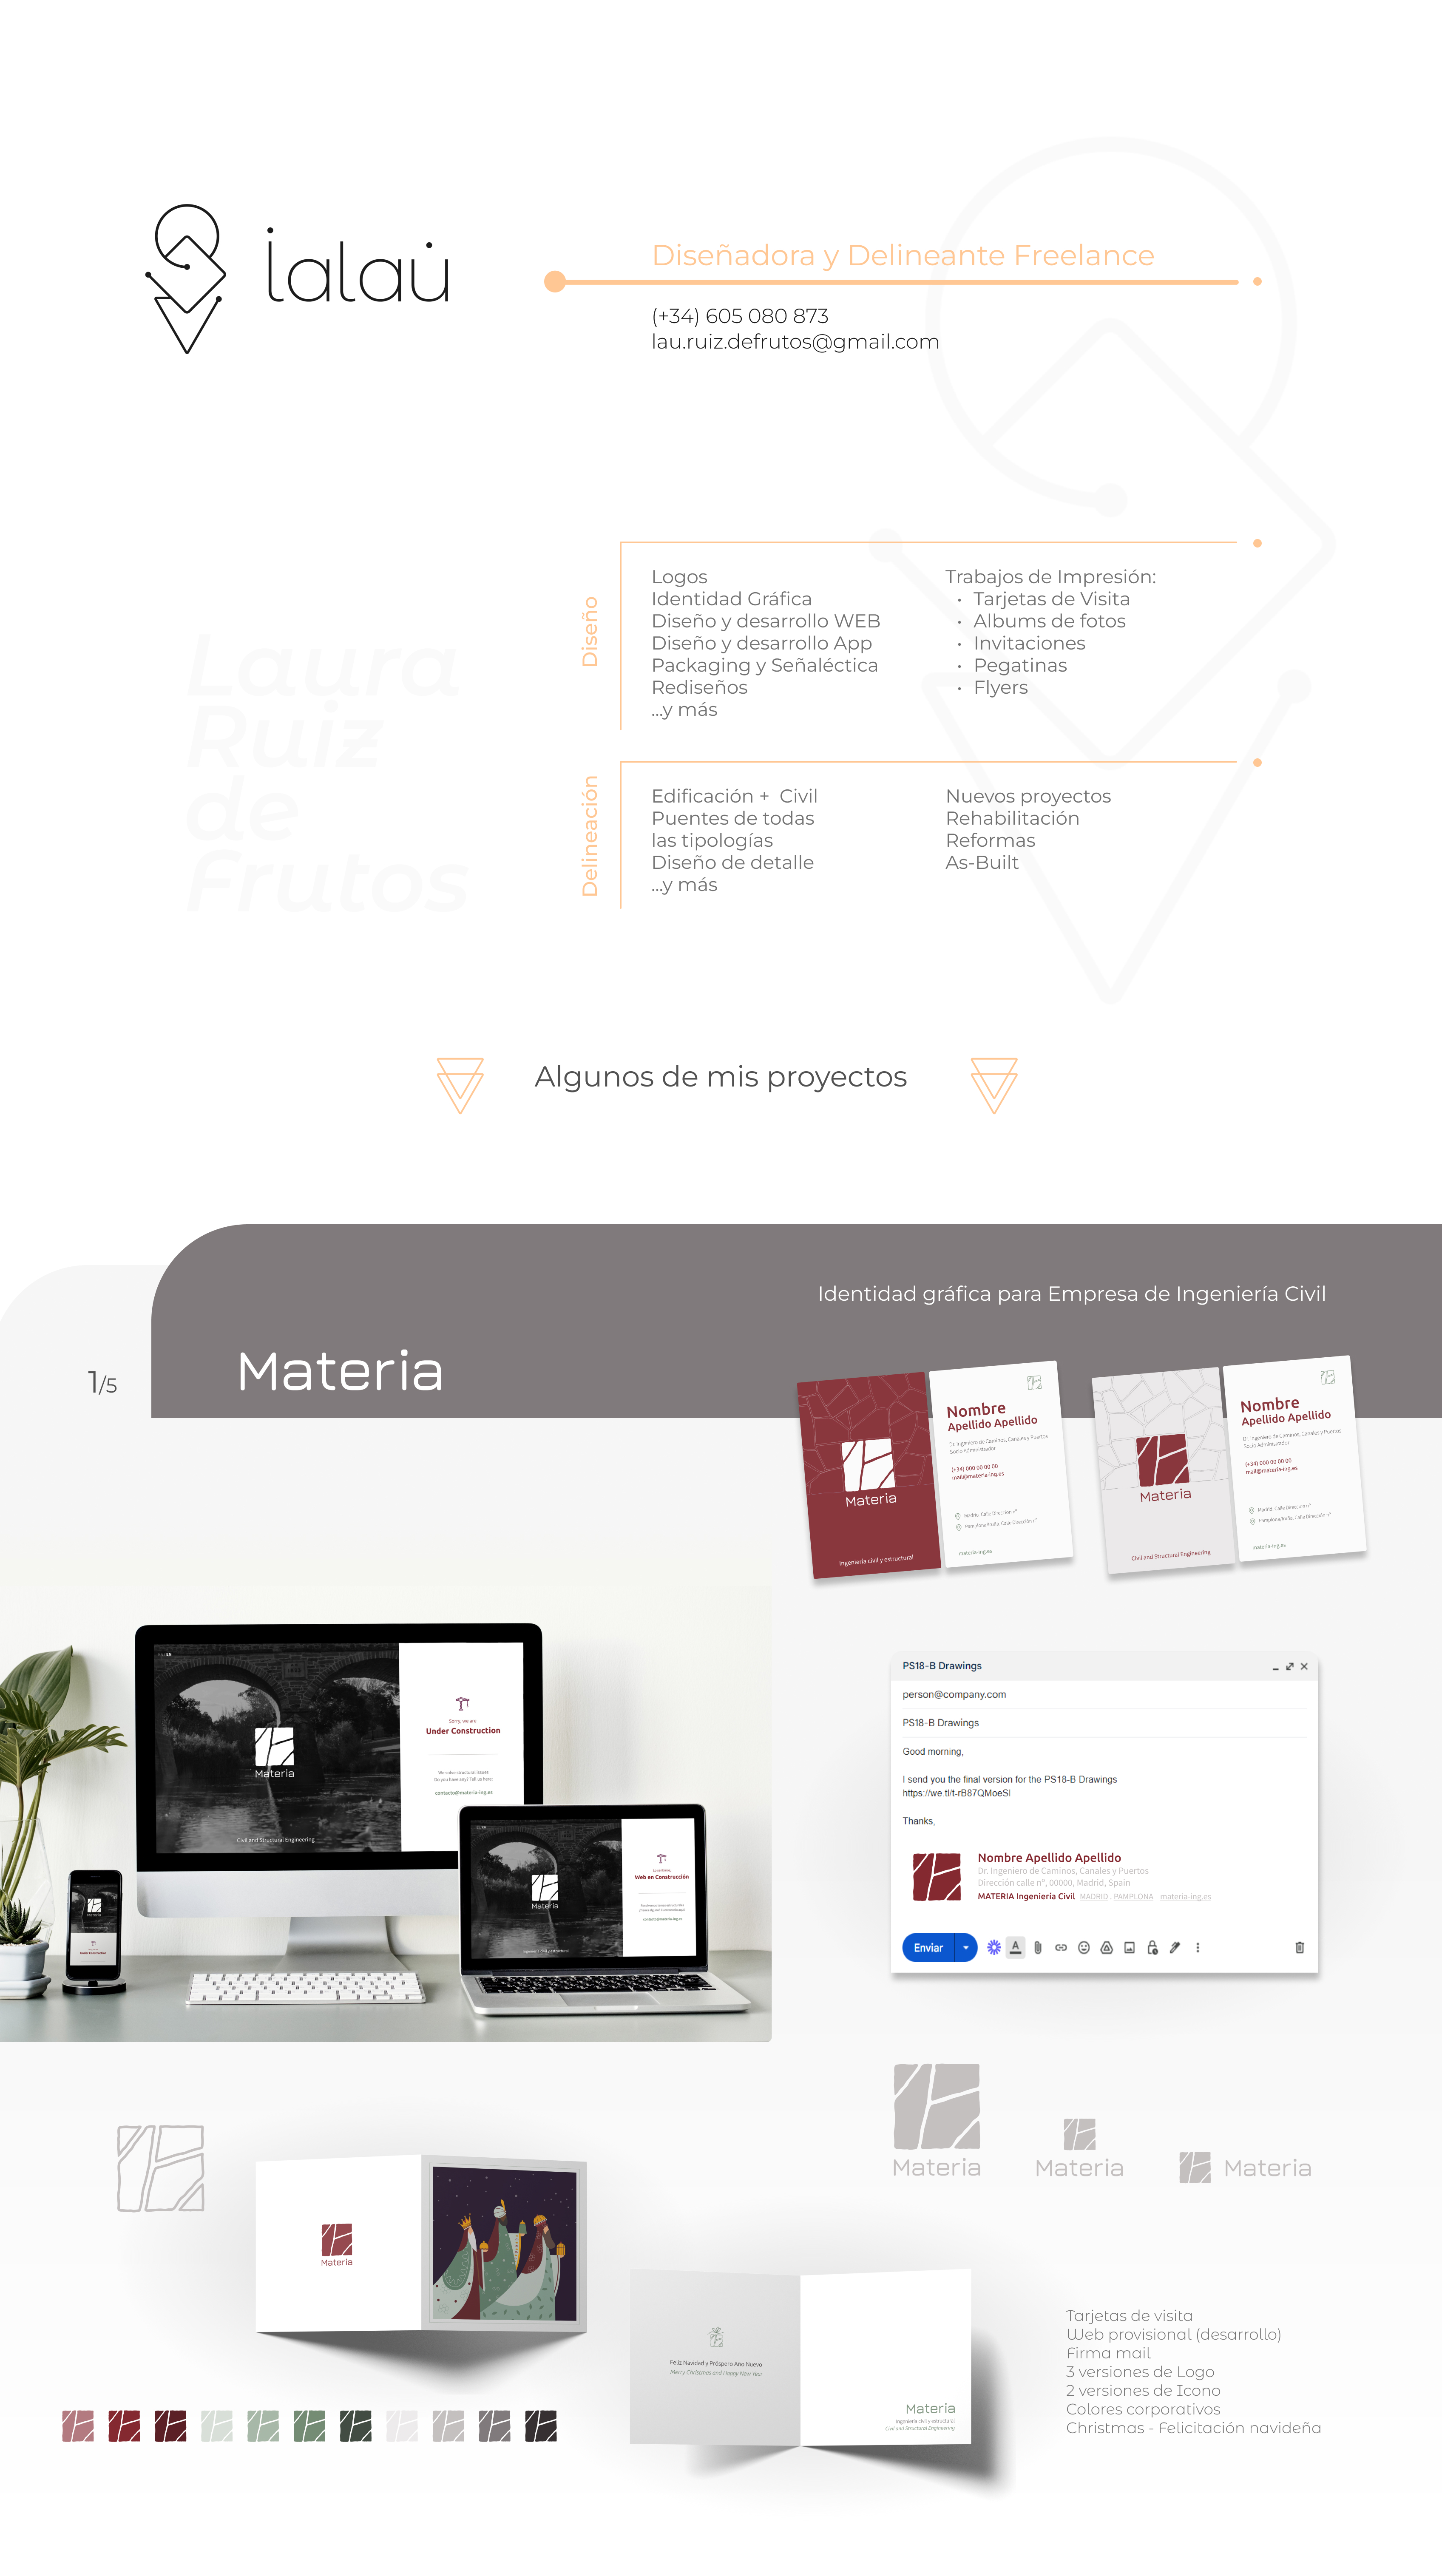 lalau
Diseñadora y Delineante Freelance
(+34) 605 080 873
lau.ruiz.defrutos@gmail.com
Laura
Ruiz
de
Frutos
Diseño
Logos
Identidad Gráfica
Diseño y desarrollo WEB
Diseño y desarrollo App
Packaging y Señaléctica
Rediseños
...y más
Trabajos de Impresión:
• Tarjetas de Visita
• Albums de fotos
• Invitaciones
• Pegatinas
• Flyers
Delineación
Edificación + Civil
Puentes de todas
las tipologías
Diseño de detalle
...y más
Nuevos proyectos
Rehabilitación
Reformas
As-Built
Algunos de mis proyectos
1/5
Materia
Identidad gráfica para Empresa de Ingeniería Civil
Materia
Ingeniería civil y estructural
Nombre
Apellido Apellido
Dr. Ingeniero de Caminos, Canales y Puertos
Socio Administrador
(+34) 000 00 00 00
mail@materia-ing.es
Madrid. Calle Direccion nº
Pamplona/Iruña. Calle Dirección nº
materia-ing.es
Materia
Civil and Structural Engineering
Nombre
Apellido Apellido
Dr. Ingeniero de Caminos, Canales y Puertos
Socio Administrador
(+34) 000 00 00 00
mail@materia-ing.es
Madrid. Calle Direccion nº
Pamplona/Iruña. Calle Dirección nº
materia-ing.es
Materia
Civil and Structural Engineering
Sorry, we are
Under Construction
We solve structural issues
Do you have any? Tell us here:
contacto@materia-ing.es
Materia
Ingeniería civil y estructural
Lo sentimos
Web en Construcción
contacto@materia-ing.es
Materia
Under Construction
PS18-B Drawings
person@company.com
PS18-B Drawings
Good morning,
I send you the final version for the PS18-B Drawings
https://we.tl/t-rB87QMoeSl
Thanks,
Nombre Apellido Apellido
Dr. Ingeniero de Caminos, Canales y Puertos
Dirección calle nº, 00000, Madrid, Spain
MATERIA Ingeniería Civil MADRID . PAMPLONA materia-ing.es
Enviar
Materia
Materia
Materia
Materia
Feliz Navidad y Próspero Año Nuevo
Merry Christmas and Happy New Year
Materia
Ingeniería civil y estructural
Civil and Structural Engineering
Tarjetas de visita
Web provisional (desarrollo)
Firma mail
3 versiones de Logo
2 versiones de Icono
Colores corporativos
Christmas - Felicitación navideña